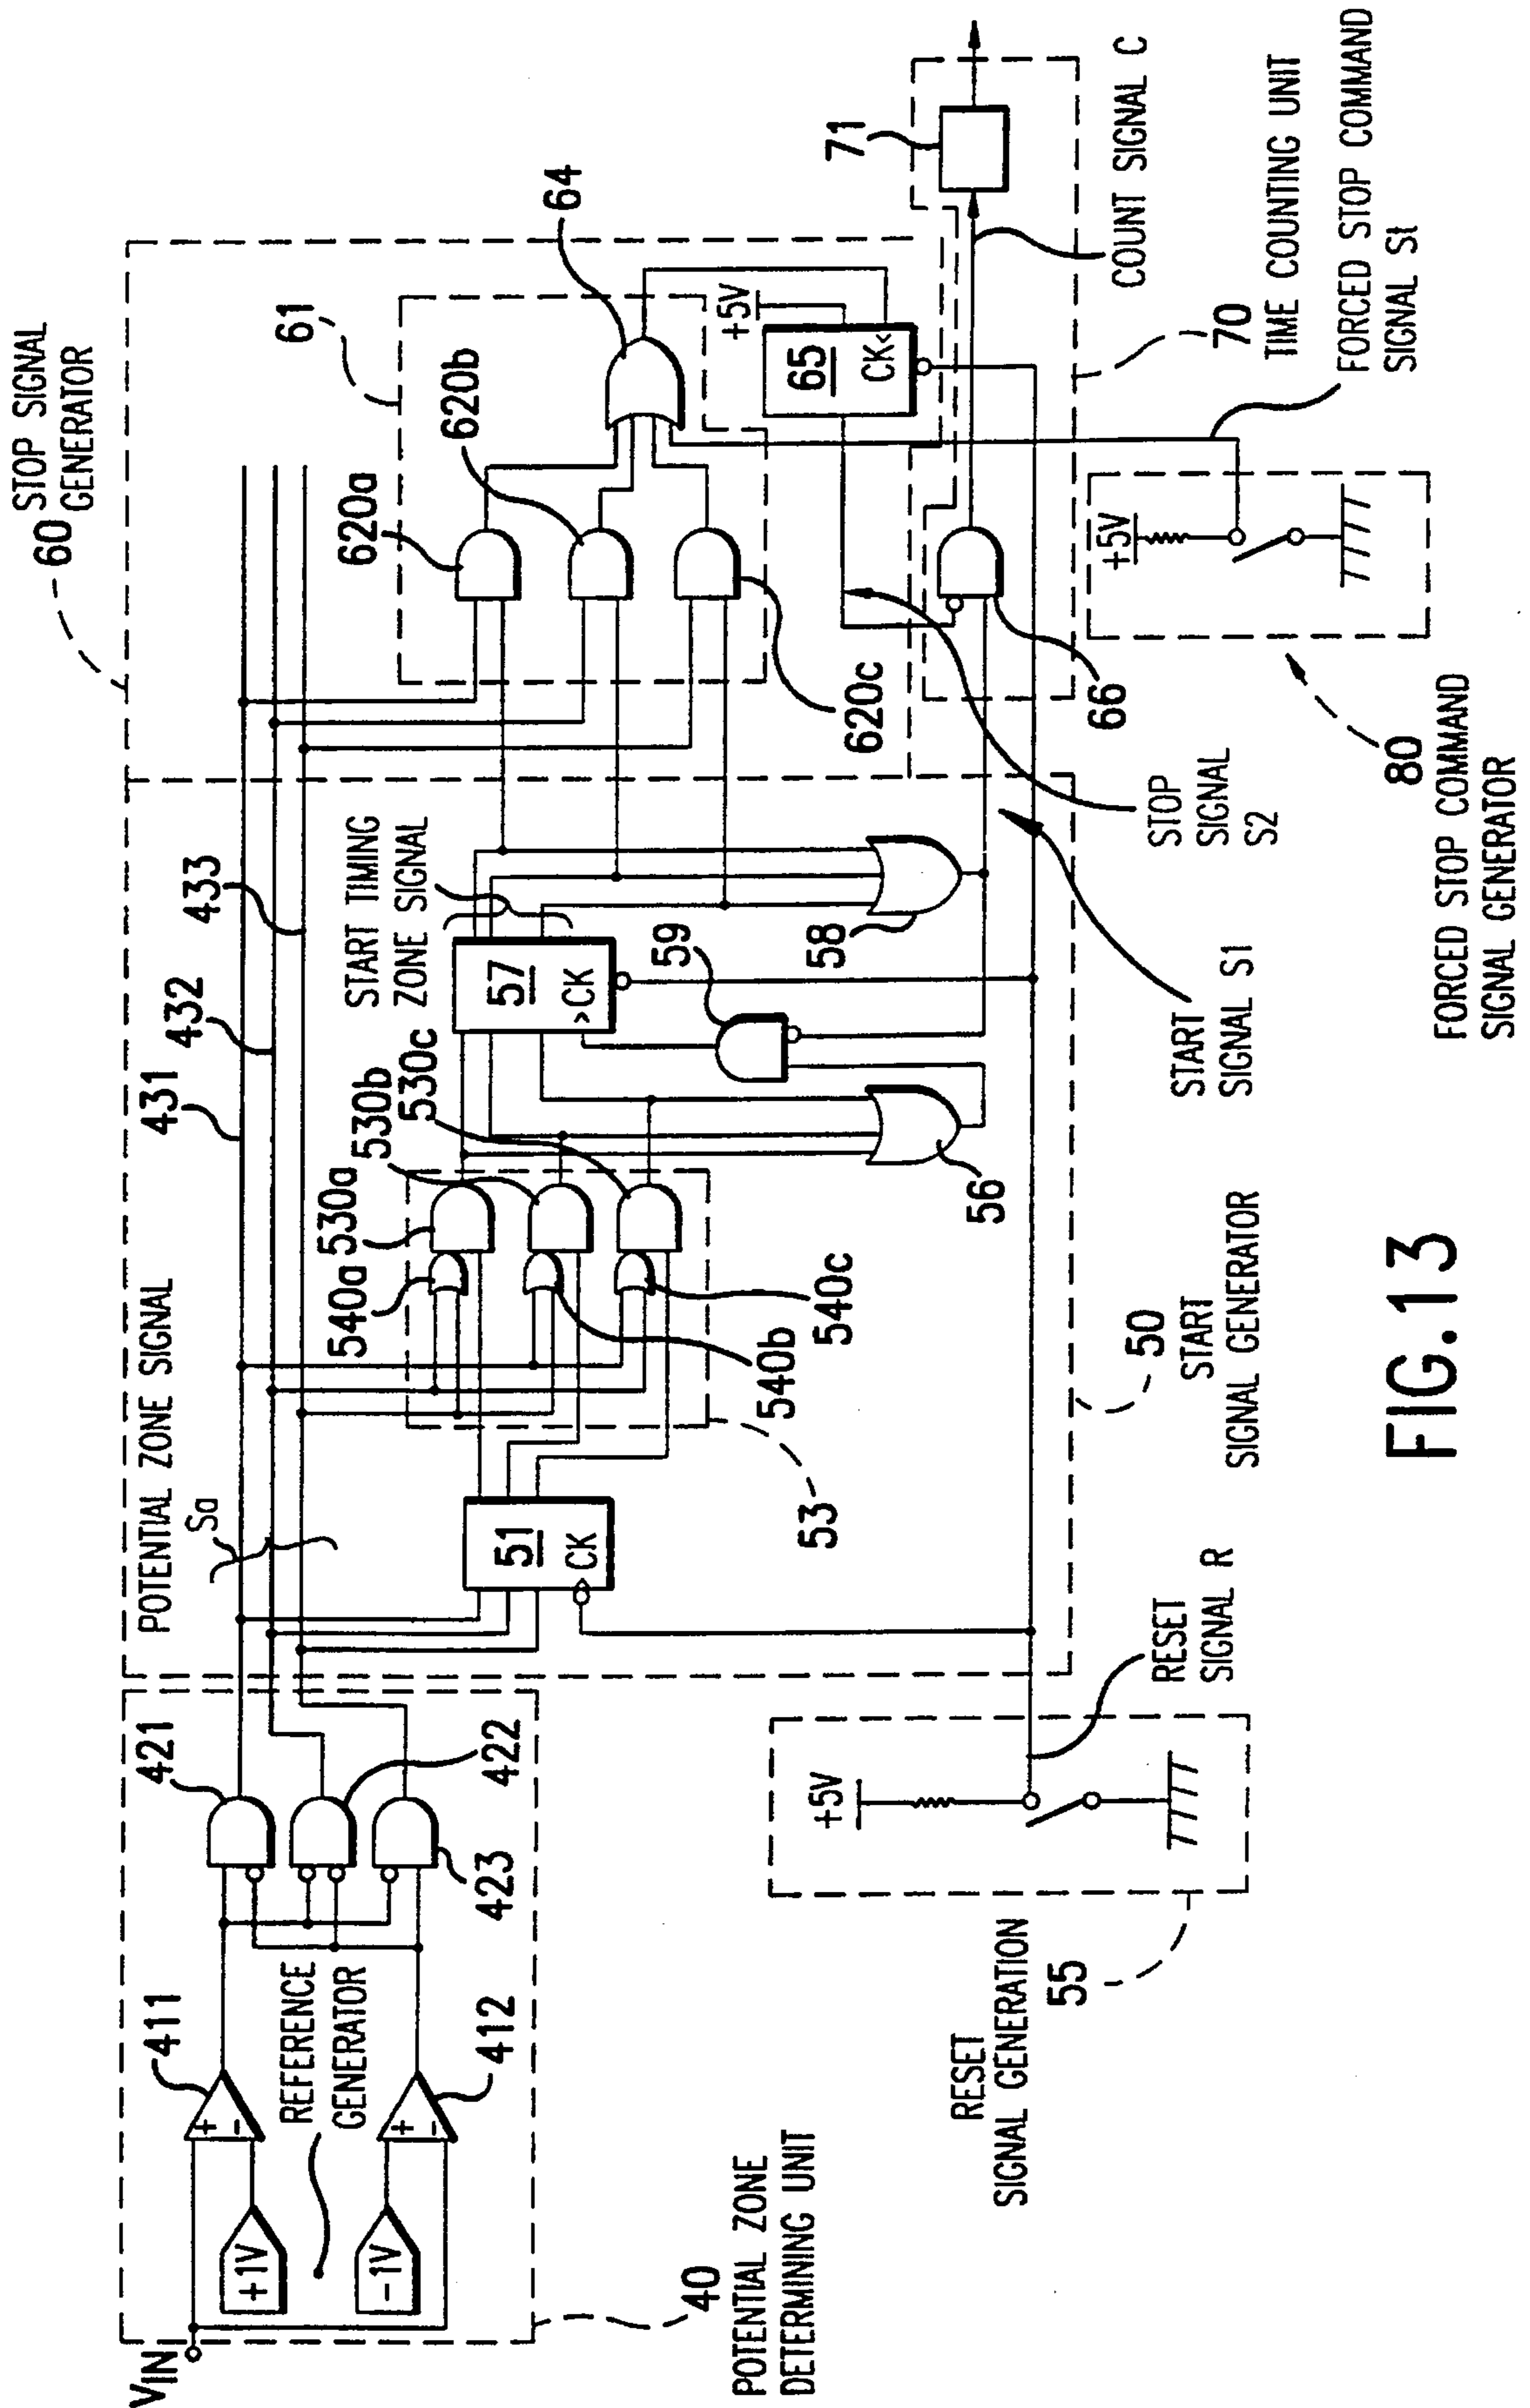 60 STOP SIGNAL
GENERATOR
POTENTIAL ZONE SIGNAL
Sa
431
432
433
421
422
423
411
412
REFERENCE
GENERATOR
+1V
-1V
VIN
40
POTENTIAL ZONE
DETERMINING UNIT
+
-
+
-
51
CK
53
540a
530a
530b
530c
540b
540c
START TIMING
ZONE SIGNAL
57
>CK
59
58
56
61
620a
620b
620c
64
+5V
65
CK<
66
71
COUNT SIGNAL C
70
TIME COUNTING UNIT
FORCED STOP COMMAND
SIGNAL St
STOP
SIGNAL
S2
START
SIGNAL S1
+5V
80
FORCED STOP COMMAND
SIGNAL GENERATOR
50
START
SIGNAL GENERATOR
RESET
SIGNAL R
+5V
RESET
SIGNAL GENERATION
55
FIG.13